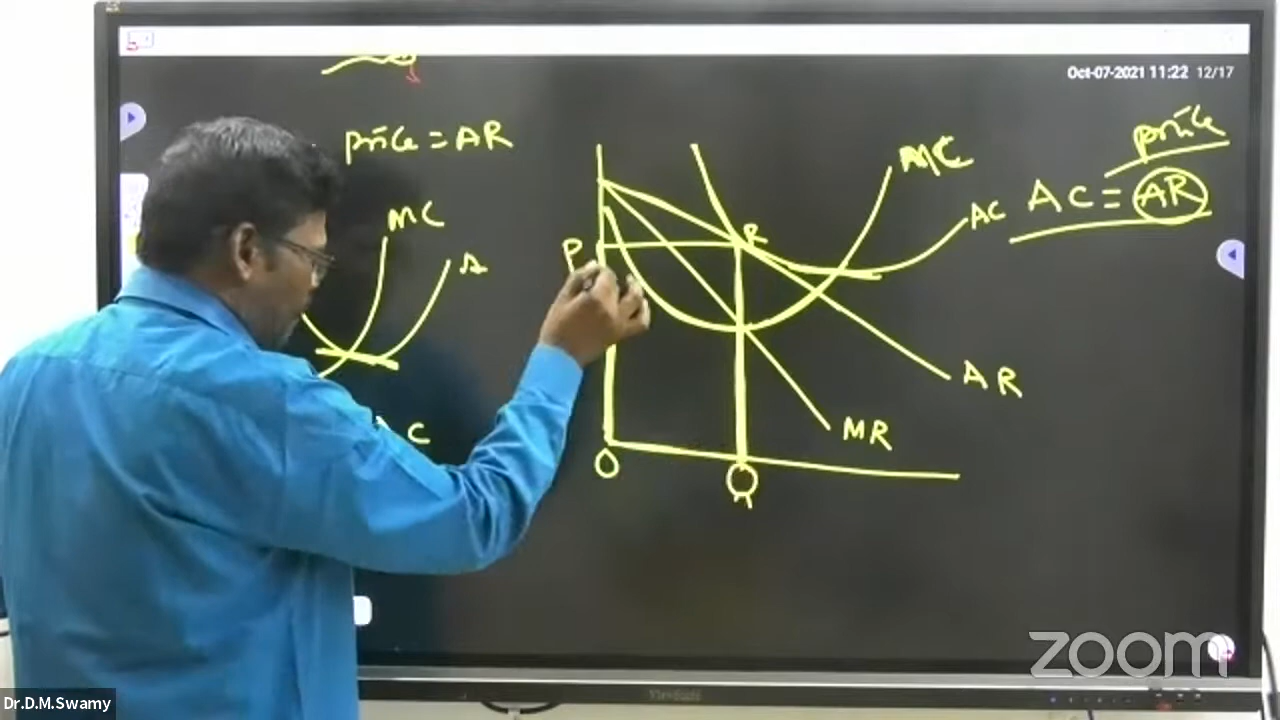 Oct-07-2021 11:22 12/17
price
price = AR
AC = AR
MC
MC
AC
P
R
A
AR
C
MR
O
Q
zoom
ViewSonic
Dr.D.M.Swamy